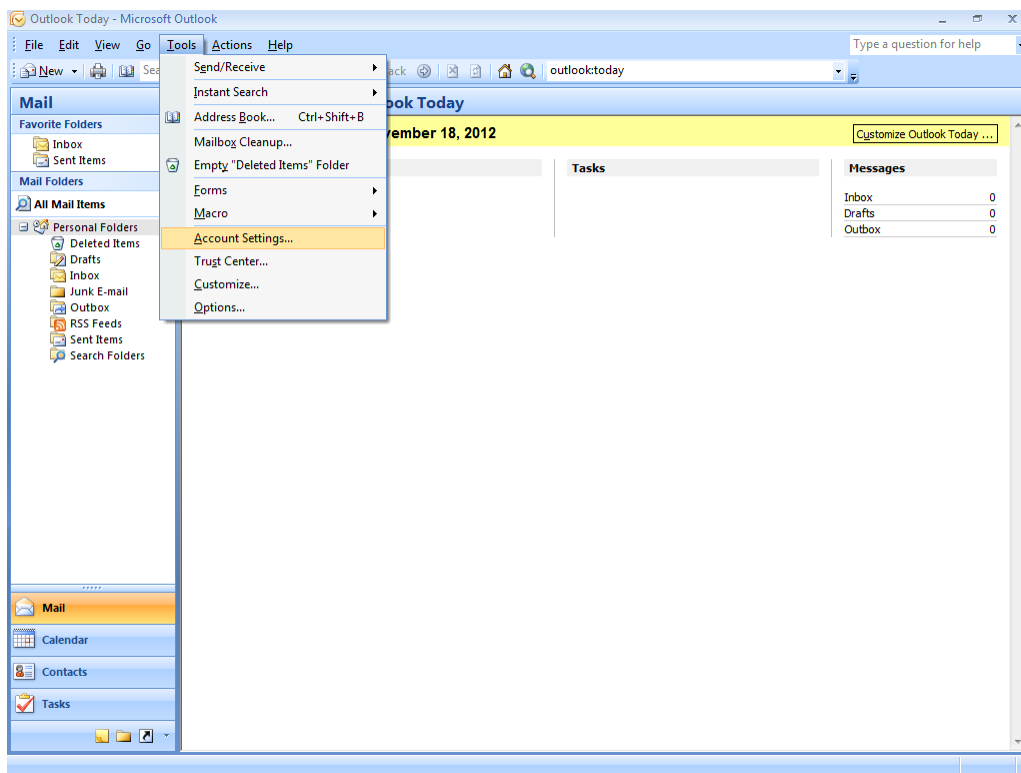 Outlook Today - Microsoft Outlook
File Edit View Go Tools Actions Help
Type a question for help
New
outlook:today
Send/Receive
Instant Search
Address Book... Ctrl+Shift+B
Mailbox Cleanup...
Empty "Deleted Items" Folder
Forms
Macro
Account Settings...
Trust Center...
Customize...
Options...
Mail
Favorite Folders
Inbox
Sent Items
Mail Folders
All Mail Items
Personal Folders
Deleted Items
Drafts
Inbox
Junk E-mail
Outbox
RSS Feeds
Sent Items
Search Folders
Mail
Calendar
Contacts
Tasks
Today
18, 2012
Customize Outlook Today ...
Tasks
Messages
Inbox 0
Drafts 0
Outbox 0